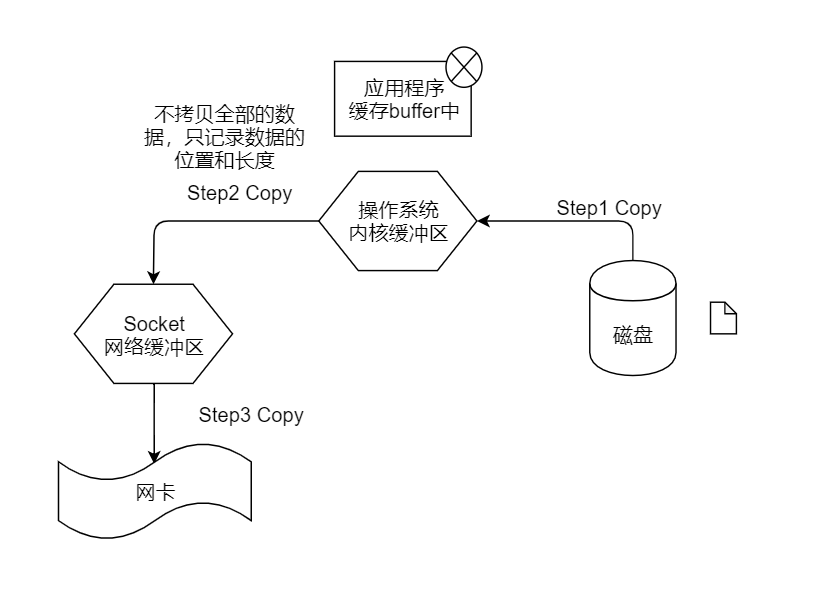 应用程序
缓存buffer中
不拷贝全部的数
据，只记录数据的
位置和长度
Step2 Copy
操作系统
内核缓冲区
Step1 Copy
Socket
网络缓冲区
磁盘
Step3 Copy
网卡